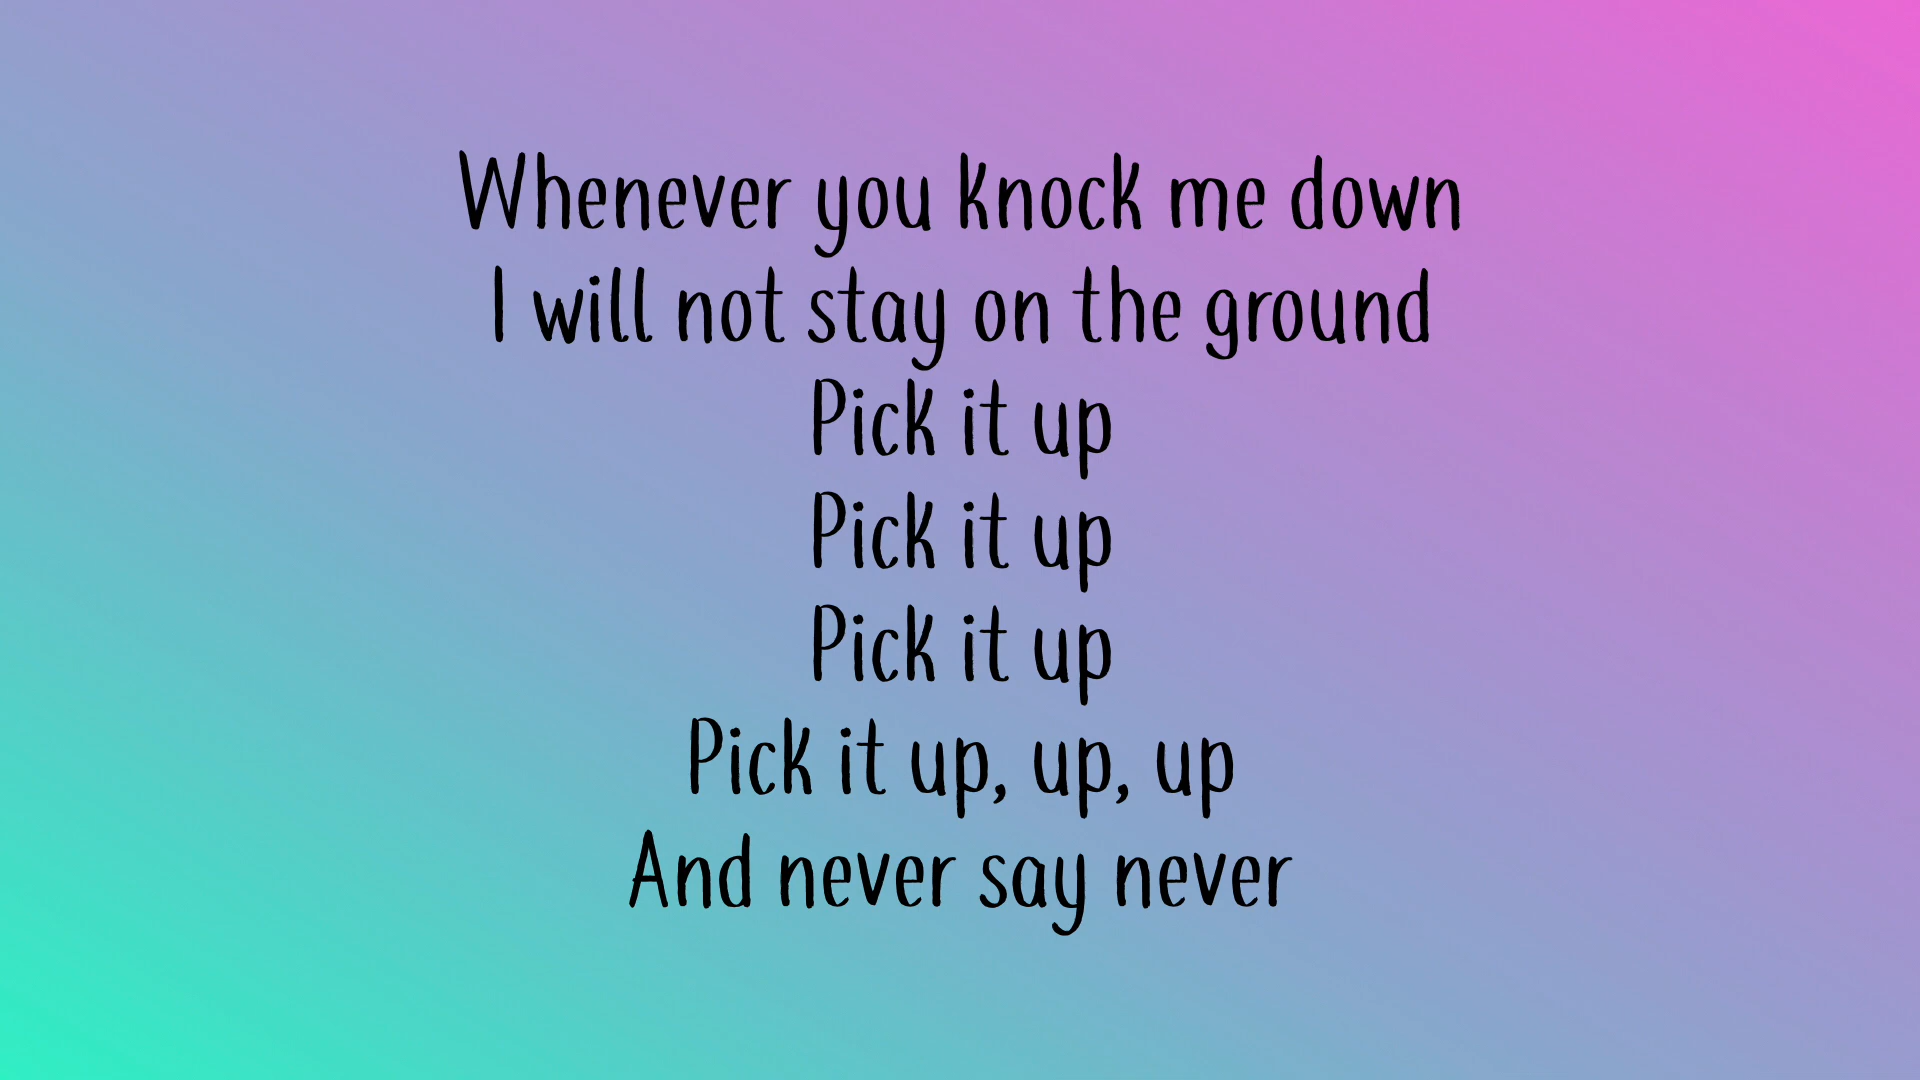 Whenever you knock me down
I will not stay on the ground
Pick it up
Pick it up
Pick it up
Pick it up, up, up
And never say never